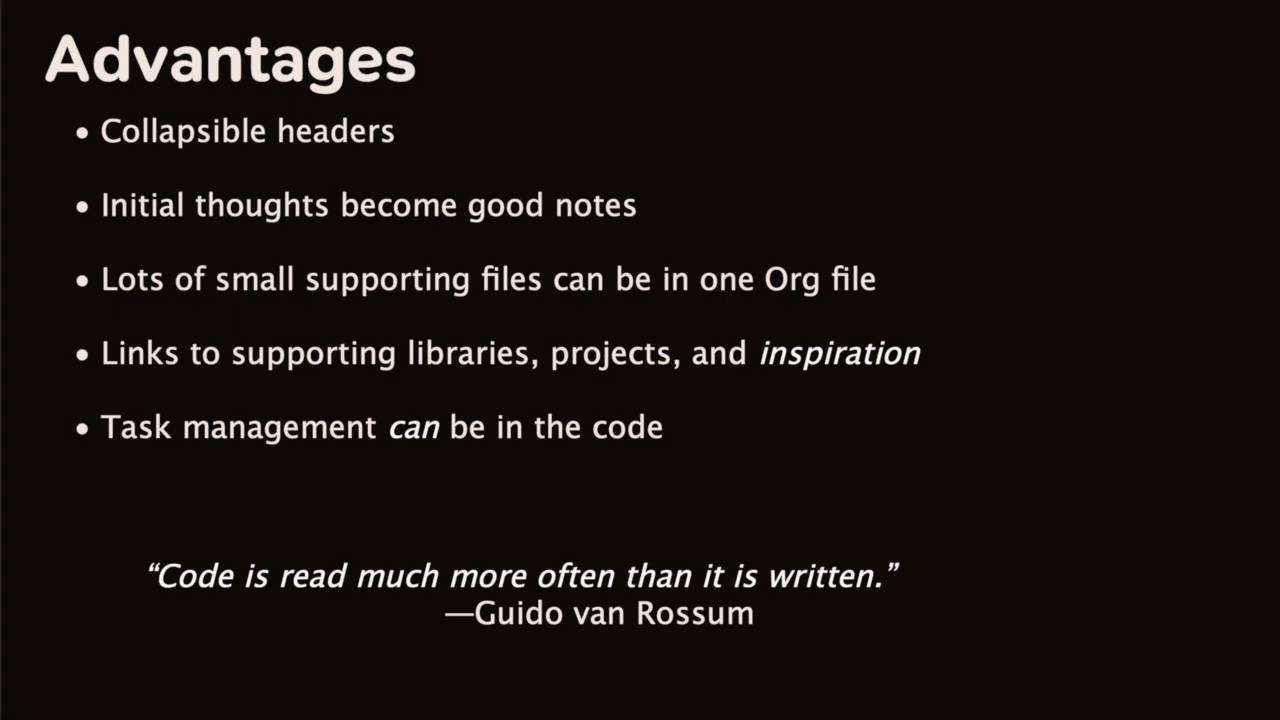 Advantages
• Collapsible headers
• Initial thoughts become good notes
• Lots of small supporting files can be in one Org file
• Links to supporting libraries, projects, and inspiration
• Task management can be in the code
“Code is read much more often than it is written.”
—Guido van Rossum